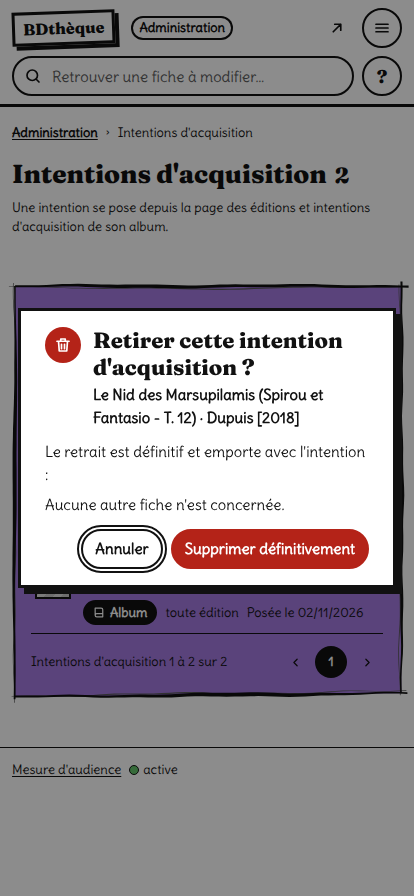 BDthèque
Administration
Retrouver une fiche à modifier...
?
Administration › Intentions d'acquisition
Intentions d'acquisition 2
Une intention se pose depuis la page des éditions et intentions
d'acquisition de son album.
Retirer cette intention
d'acquisition ?
Le Nid des Marsupilamis (Spirou et
Fantasio - T. 12) · Dupuis [2018]
Le retrait est définitif et emporte avec l'intention
:
Aucune autre fiche n'est concernée.
Annuler
Supprimer définitivement
Album toute édition Posée le 02/11/2026
Intentions d'acquisition 1 à 2 sur 2
‹ 1 ›
Mesure d'audience active